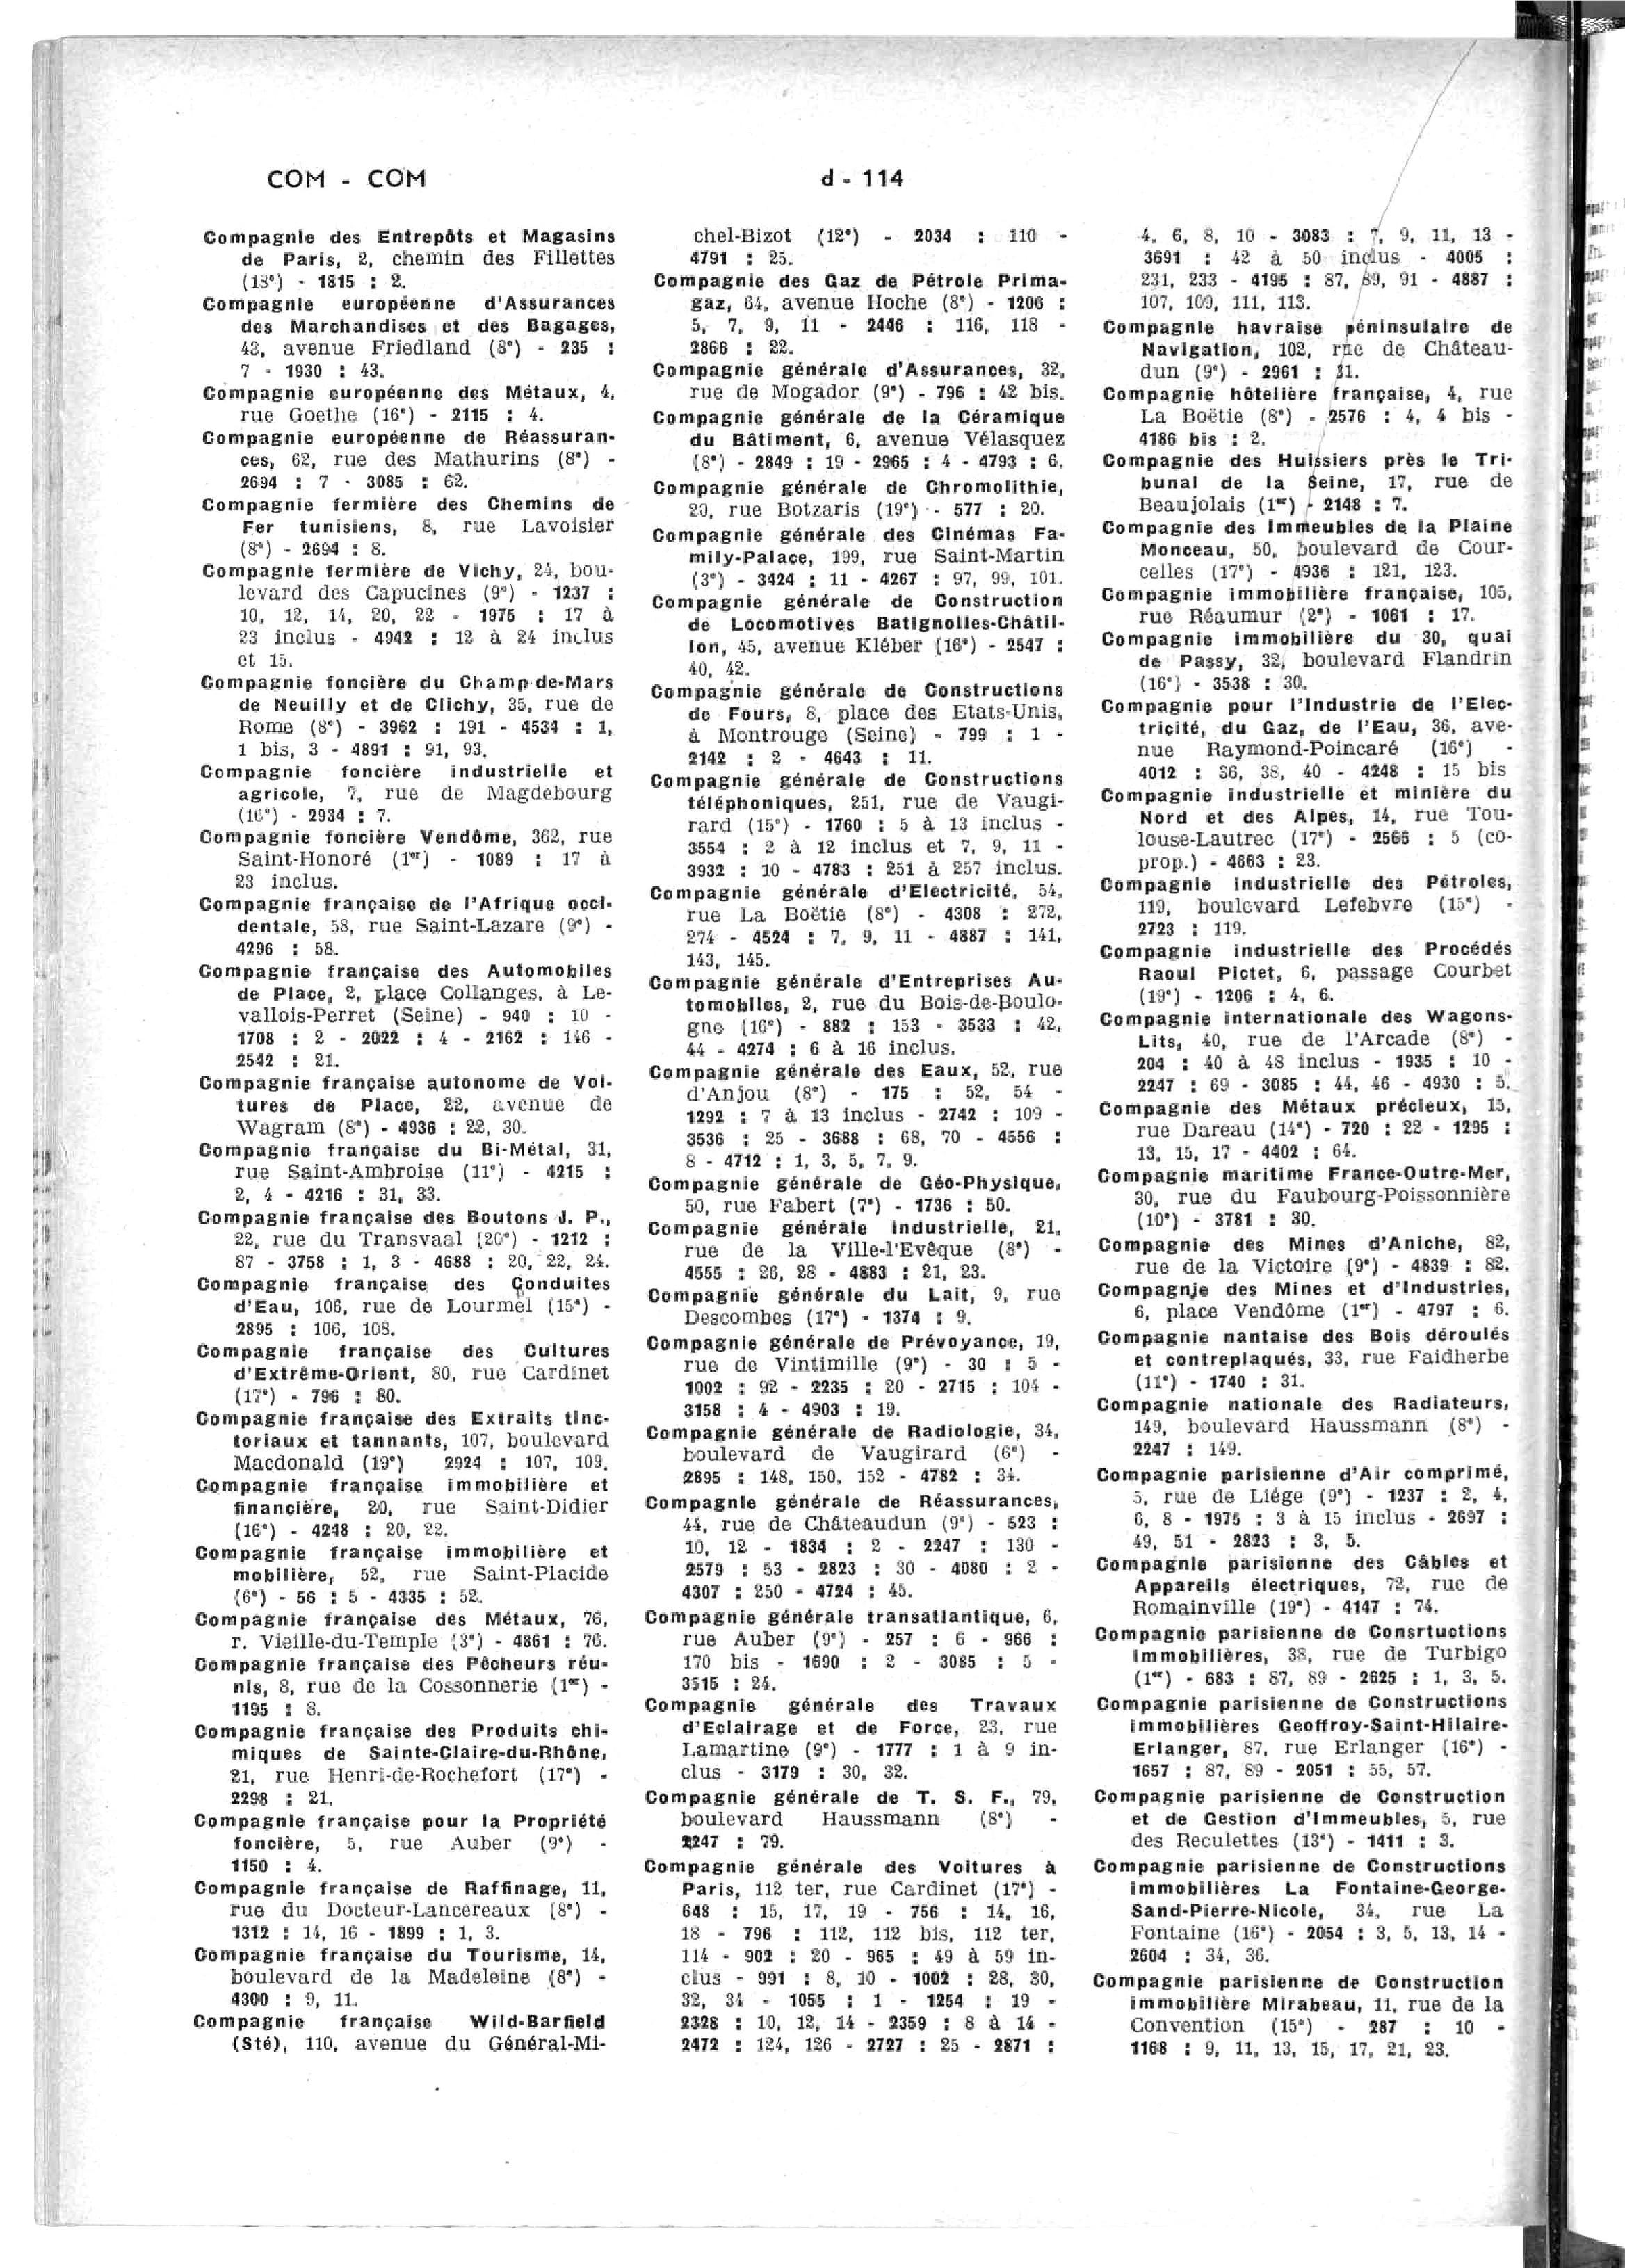 COM - COM
d - 114
Compagnie des Entrepôts et Magasins
de Paris, 2, chemin des Fillettes
(18e) - 1815 : 2.
Compagnie européenne d'Assurances
des Marchandises et des Bagages,
43, avenue Friedland (8e) - 235 :
7 - 1930 : 43.
Compagnie européenne des Métaux, 4,
rue Goethe (16e) - 2115 : 4.
Compagnie européenne de Réassuran-
ces, 62, rue des Mathurins (8e) -
2694 : 7 - 3085 : 62.
Compagnie fermière des Chemins de
Fer tunisiens, 8, rue Lavoisier
(8e) - 2694 : 8.
Compagnie fermière de Vichy, 24, bou-
levard des Capucines (9e) - 1237 :
10, 12, 14, 20, 22 - 1975 : 17 à
23 inclus - 4942 : 12 à 24 inclus
et 15.
Compagnie foncière du Champ-de-Mars
de Neuilly et de Clichy, 35, rue de
Rome (8e) - 3962 : 191 - 4534 : 1,
1 bis, 3 - 4891 : 91, 93.
Compagnie foncière industrielle et
agricole, 7, rue de Magdebourg
(16e) - 2934 : 7.
Compagnie foncière Vendôme, 362, rue
Saint-Honoré (1er) - 1089 : 17 à
23 inclus.
Compagnie française de l'Afrique occi-
dentale, 58, rue Saint-Lazare (9e) -
4296 : 58.
Compagnie française des Automobiles
de Place, 2, place Collanges, à Le-
vallois-Perret (Seine) - 940 : 10 -
1708 : 2 - 2022 : 4 - 2162 : 146 -
2542 : 21.
Compagnie française autonome de Voi-
tures de Place, 22, avenue de
Wagram (8e) - 4936 : 22, 30.
Compagnie française du Bi-Métal, 31,
rue Saint-Ambroise (11e) - 4215 :
2, 4 - 4216 : 31, 33.
Compagnie française des Boutons J. P.,
22, rue du Transvaal (20e) - 1212 :
87 - 3758 : 1, 3 - 4688 : 20, 22, 24.
Compagnie française des Conduites
d'Eau, 106, rue de Lourmel (15e) -
2895 : 106, 108.
Compagnie française des Cultures
d'Extrême-Orient, 80, rue Cardinet
(17e) - 796 : 80.
Compagnie française des Extraits tinc-
toriaux et tannants, 107, boulevard
Macdonald (19e) 2924 : 107, 109.
Compagnie française immobilière et
financière, 20, rue Saint-Didier
(16e) - 4248 : 20, 22.
Compagnie française immobilière et
mobilière, 52, rue Saint-Placide
(6e) - 56 : 5 - 4335 : 52.
Compagnie française des Métaux, 76,
r. Vieille-du-Temple (3e) - 4861 : 76.
Compagnie française des Pêcheurs réu-
nis, 8, rue de la Cossonnerie (1er) -
1195 : 8.
Compagnie française des Produits chi-
miques de Sainte-Claire-du-Rhône,
21, rue Henri-de-Rochefort (17e) -
2298 : 21.
Compagnie française pour la Propriété
foncière, 5, rue Auber (9e) -
1150 : 4.
Compagnie française de Raffinage, 11,
rue du Docteur-Lancereaux (8e) -
1312 : 14, 16 - 1899 : 1, 3.
Compagnie française du Tourisme, 14,
boulevard de la Madeleine (8e) -
4300 : 9, 11.
Compagnie française Wild-Barfield
(Sté), 110, avenue du Général-Mi-
chel-Bizot (12e) - 2034 : 110 -
4791 : 25.
Compagnie des Gaz de Pétrole Prima-
gaz, 64, avenue Hoche (8e) - 1206 :
5, 7, 9, 11 - 2446 : 116, 118 -
2866 : 22.
Compagnie générale d'Assurances, 32,
rue de Mogador (9e) - 796 : 42 bis.
Compagnie générale de la Céramique
du Bâtiment, 6, avenue Vélasquez
(8e) - 2849 : 19 - 2965 : 4 - 4793 : 6.
Compagnie générale de Chromolithie,
20, rue Botzaris (19e) - 577 : 20.
Compagnie générale des Cinémas Fa-
mily-Palace, 199, rue Saint-Martin
(3e) - 3424 : 11 - 4267 : 97, 99, 101.
Compagnie générale de Construction
de Locomotives Batignolles-Châtil-
lon, 45, avenue Kléber (16e) - 2547 :
40, 42.
Compagnie générale de Constructions
de Fours, 8, place des Etats-Unis,
à Montrouge (Seine) - 799 : 1 -
2142 : 2 - 4643 : 11.
Compagnie générale de Constructions
téléphoniques, 251, rue de Vaugi-
rard (15e) - 1760 : 5 à 13 inclus -
3554 : 2 à 12 inclus et 7, 9, 11 -
3932 : 10 - 4783 : 251 à 257 inclus.
Compagnie générale d'Electricité, 54,
rue La Boëtie (8e) - 4308 : 272,
274 - 4524 : 7, 9, 11 - 4887 : 141,
143, 145.
Compagnie générale d'Entreprises Au-
tomobiles, 2, rue du Bois-de-Boulo-
gne (16e) - 882 : 153 - 3533 : 42,
44 - 4274 : 6 à 16 inclus.
Compagnie générale des Eaux, 52, rue
d'Anjou (8e) - 175 : 52, 54 -
1292 : 7 à 13 inclus - 2742 : 109 -
3536 : 25 - 3688 : 68, 70 - 4556 :
8 - 4712 : 1, 3, 5, 7, 9.
Compagnie générale de Géo-Physique,
50, rue Fabert (7e) - 1736 : 50.
Compagnie générale industrielle, 21,
rue de la Ville-l'Evêque (8e) -
4555 : 26, 28 - 4883 : 21, 23.
Compagnie générale du Lait, 9, rue
Descombes (17e) - 1374 : 9.
Compagnie générale de Prévoyance, 19,
rue de Vintimille (9e) - 30 : 5 -
1002 : 92 - 2235 : 20 - 2715 : 104 -
3158 : 4 - 4903 : 19.
Compagnie générale de Radiologie, 34,
boulevard de Vaugirard (6e) -
2895 : 148, 150, 152 - 4782 : 34.
Compagnie générale de Réassurances,
44, rue de Châteaudun (9e) - 523 :
10, 12 - 1834 : 2 - 2247 : 130 -
2579 : 53 - 2823 : 30 - 4080 : 2 -
4307 : 250 - 4724 : 45.
Compagnie générale transatlantique, 6,
rue Auber (9e) - 257 : 6 - 966 :
170 bis - 1690 : 2 - 3085 : 5 -
3515 : 24.
Compagnie générale des Travaux
d'Eclairage et de Force, 23, rue
Lamartine (9e) - 1777 : 1 à 9 in-
clus - 3179 : 30, 32.
Compagnie générale de T. S. F., 79,
boulevard Haussmann (8e) -
2247 : 79.
Compagnie générale des Voitures à
Paris, 112 ter, rue Cardinet (17e) -
648 : 15, 17, 19 - 756 : 14, 16,
18 - 796 : 112, 112 bis, 112 ter,
114 - 902 : 20 - 965 : 49 à 59 in-
clus - 991 : 8, 10 - 1002 : 28, 30,
32, 34 - 1055 : 1 - 1254 : 19 -
2328 : 10, 12, 14 - 2359 : 8 à 14 -
2472 : 124, 126 - 2727 : 25 - 2871 :
4, 6, 8, 10 - 3083 : 7, 9, 11, 13 -
3691 : 42 à 50 inclus - 4005 :
231, 233 - 4195 : 87, 89, 91 - 4887 :
107, 109, 111, 113.
Compagnie havraise péninsulaire de
Navigation, 102, rue de Château-
dun (9e) - 2961 : 31.
Compagnie hôtelière française, 4, rue
La Boëtie (8e) - 2576 : 4, 4 bis -
4186 bis : 2.
Compagnie des Huissiers près le Tri-
bunal de la Seine, 17, rue de
Beaujolais (1er) - 2148 : 7.
Compagnie des Immeubles de la Plaine
Monceau, 50, boulevard de Cour-
celles (17e) - 4936 : 121, 123.
Compagnie immobilière française, 105,
rue Réaumur (2e) - 1061 : 17.
Compagnie immobilière du 30, quai
de Passy, 32, boulevard Flandrin
(16e) - 3538 : 30.
Compagnie pour l'Industrie de l'Elec-
tricité, du Gaz, de l'Eau, 36, ave-
nue Raymond-Poincaré (16e) -
4012 : 36, 38, 40 - 4248 : 15 bis
Compagnie industrielle et minière du
Nord et des Alpes, 14, rue Tou-
louse-Lautrec (17e) - 2566 : 5 (co-
prop.) - 4663 : 23.
Compagnie industrielle des Pétroles,
119, boulevard Lefebvre (15e) -
2723 : 119.
Compagnie industrielle des Procédés
Raoul Pictet, 6, passage Courbet
(19e) - 1206 : 4, 6.
Compagnie internationale des Wagons-
Lits, 40, rue de l'Arcade (8e) -
204 : 40 à 48 inclus - 1935 : 10 -
2247 : 69 - 3085 : 44, 46 - 4930 : 5.
Compagnie des Métaux précieux, 15,
rue Dareau (14e) - 720 : 22 - 1295 :
13, 15, 17 - 4402 : 64.
Compagnie maritime France-Outre-Mer,
30, rue du Faubourg-Poissonnière
(10e) - 3781 : 30.
Compagnie des Mines d'Aniche, 82,
rue de la Victoire (9e) - 4839 : 82.
Compagnie des Mines et d'Industries,
6, place Vendôme (1er) - 4797 : 6.
Compagnie nantaise des Bois déroulés
et contreplaqués, 33, rue Faidherbe
(11e) - 1740 : 31.
Compagnie nationale des Radiateurs,
149, boulevard Haussmann (8e) -
2247 : 149.
Compagnie parisienne d'Air comprimé,
5, rue de Liége (9e) - 1237 : 2, 4,
6, 8 - 1975 : 3 à 15 inclus - 2697 :
49, 51 - 2823 : 3, 5.
Compagnie parisienne des Câbles et
Appareils électriques, 72, rue de
Romainville (19e) - 4147 : 74.
Compagnie parisienne de Consrtuctions
immobilières, 38, rue de Turbigo
(1er) - 683 : 87, 89 - 2625 : 1, 3, 5.
Compagnie parisienne de Constructions
immobilières Geoffroy-Saint-Hilaire-
Erlanger, 87, rue Erlanger (16e) -
1657 : 87, 89 - 2051 : 55, 57.
Compagnie parisienne de Construction
et de Gestion d'Immeubles, 5, rue
des Reculettes (13e) - 1411 : 3.
Compagnie parisienne de Constructions
immobilières La Fontaine-George-
Sand-Pierre-Nicole, 34, rue La
Fontaine (16e) - 2054 : 3, 5, 13, 14 -
2604 : 34, 36.
Compagnie parisienne de Construction
immobilière Mirabeau, 11, rue de la
Convention (15e) - 287 : 10 -
1168 : 9, 11, 13, 15, 17, 21, 23.